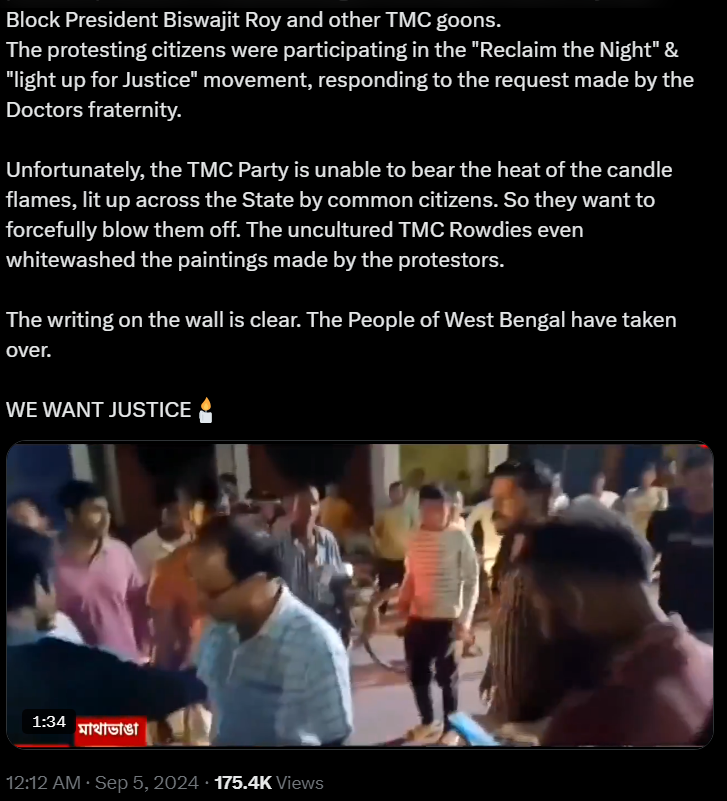 Block President Biswajit Roy and other TMC goons.
The protesting citizens were participating in the "Reclaim the Night" &
"light up for Justice" movement, responding to the request made by the
Doctors fraternity.
Unfortunately, the TMC Party is unable to bear the heat of the candle
flames, lit up across the State by common citizens. So they want to
forcefully blow them off. The uncultured TMC Rowdies even
whitewashed the paintings made by the protestors.
The writing on the wall is clear. The People of West Bengal have taken
over.
WE WANT JUSTICE 🕯️
1:34
মাথাভাঙা
12:12 AM · Sep 5, 2024 · 175.4K Views